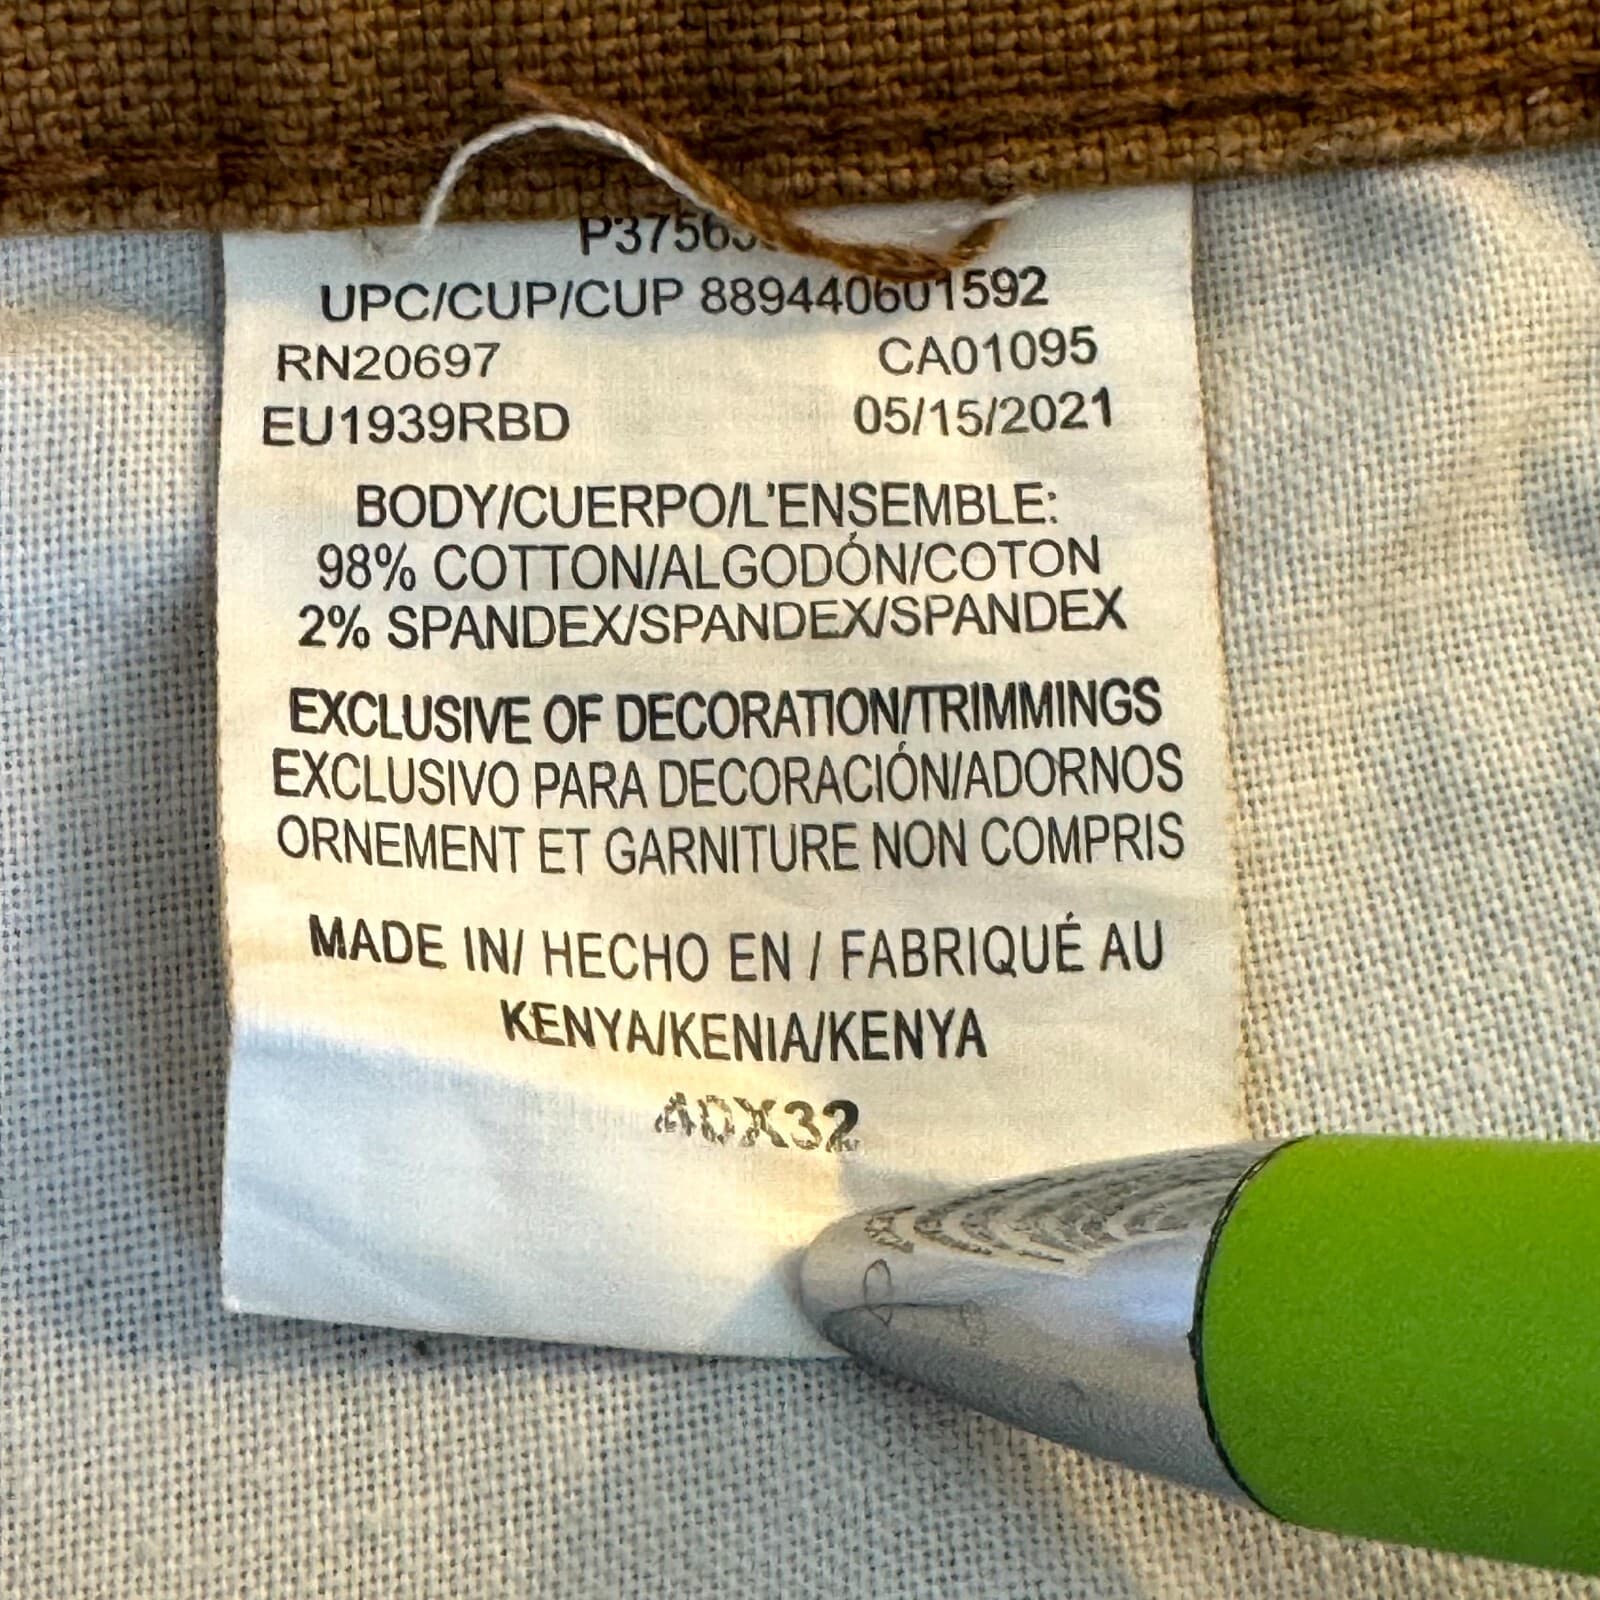 UPC/CUP/CUP 889440601592
RN20697 CA01095
EU1939RBD 05/15/2021
BODY/CUERPO/L'ENSEMBLE:
98% COTTON/ALGODÓN/COTON
2% SPANDEX/SPANDEX/SPANDEX
EXCLUSIVE OF DECORATION/TRIMMINGS
EXCLUSIVO PARA DECORACIÓN/ADORNOS
ORNEMENT ET GARNITURE NON COMPRIS
MADE IN/ HECHO EN / FABRIQUÉ AU
KENYA/KENIA/KENYA
40X32